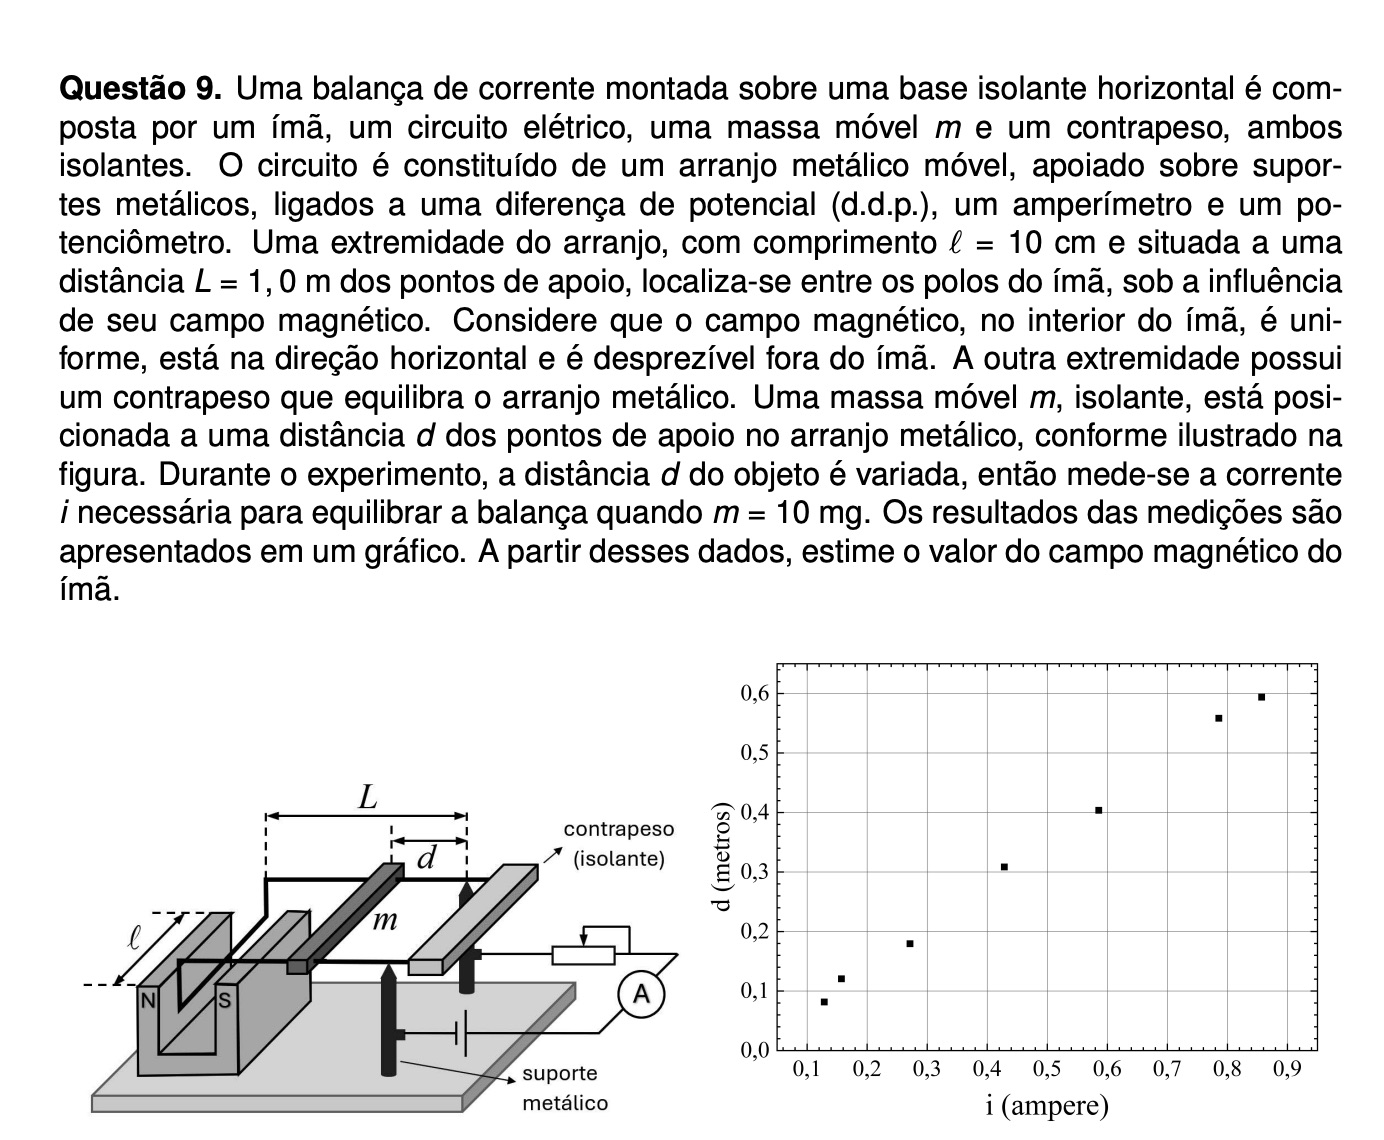 Questão 9. Uma balança de corrente montada sobre uma base isolante horizontal é com-
posta por um ímã, um circuito elétrico, uma massa móvel m e um contrapeso, ambos
isolantes. O circuito é constituído de um arranjo metálico móvel, apoiado sobre supor-
tes metálicos, ligados a uma diferença de potencial (d.d.p.), um amperímetro e um po-
tenciômetro. Uma extremidade do arranjo, com comprimento ℓ = 10 cm e situada a uma
distância L = 1, 0 m dos pontos de apoio, localiza-se entre os polos do ímã, sob a influência
de seu campo magnético. Considere que o campo magnético, no interior do ímã, é uni-
forme, está na direção horizontal e é desprezível fora do ímã. A outra extremidade possui
um contrapeso que equilibra o arranjo metálico. Uma massa móvel m, isolante, está posi-
cionada a uma distância d dos pontos de apoio no arranjo metálico, conforme ilustrado na
figura. Durante o experimento, a distância d do objeto é variada, então mede-se a corrente
i necessária para equilibrar a balança quando m = 10 mg. Os resultados das medições são
apresentados em um gráfico. A partir desses dados, estime o valor do campo magnético do
ímã.
L
d
contrapeso
(isolante)
m
ℓ
N
S
A
suporte
metálico
d (metros)
0,6
0,5
0,4
0,3
0,2
0,1
0,0
0,1 0,2 0,3 0,4 0,5 0,6 0,7 0,8 0,9
i (ampere)